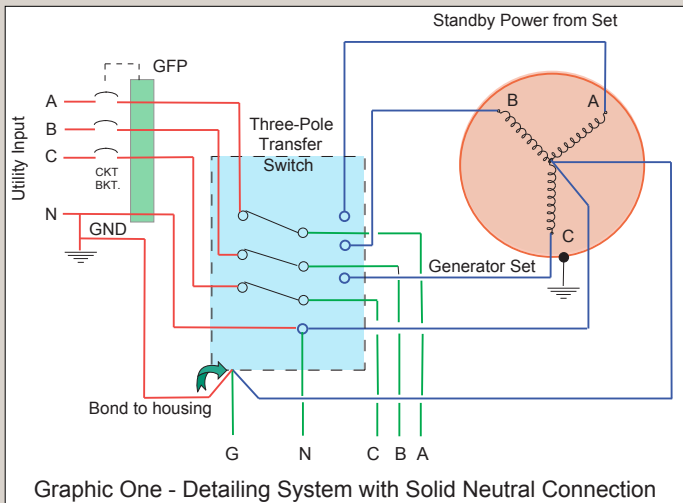 Standby Power from Set
GFP
A
B
C
N
Utility Input
CKT
BKT.
GND
Three-Pole
Transfer
Switch
B
A
C
Generator Set
Bond to housing
G
N
C
B
A
Graphic One - Detailing System with Solid Neutral Connection